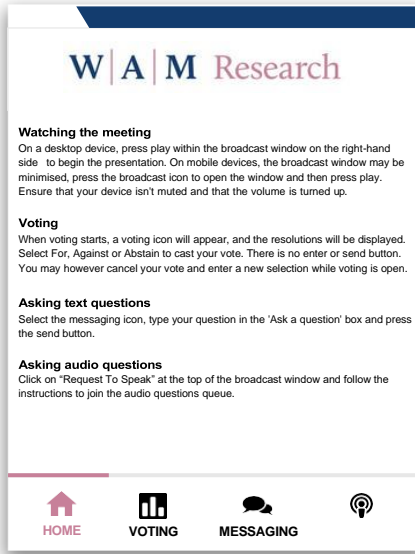 W|A|M Research
Watching the meeting
On a desktop device, press play within the broadcast window on the right-hand
side to begin the presentation. On mobile devices, the broadcast window may be
minimised, press the broadcast icon to open the window and then press play.
Ensure that your device isn't muted and that the volume is turned up.
Voting
When voting starts, a voting icon will appear, and the resolutions will be displayed.
Select For, Against or Abstain to cast your vote. There is no enter or send button.
You may however cancel your vote and enter a new selection while voting is open.
Asking text questions
Select the messaging icon, type your question in the 'Ask a question' box and press
the send button.
Asking audio questions
Click on “Request To Speak” at the top of the broadcast window and follow the
instructions to join the audio questions queue.
HOME VOTING MESSAGING